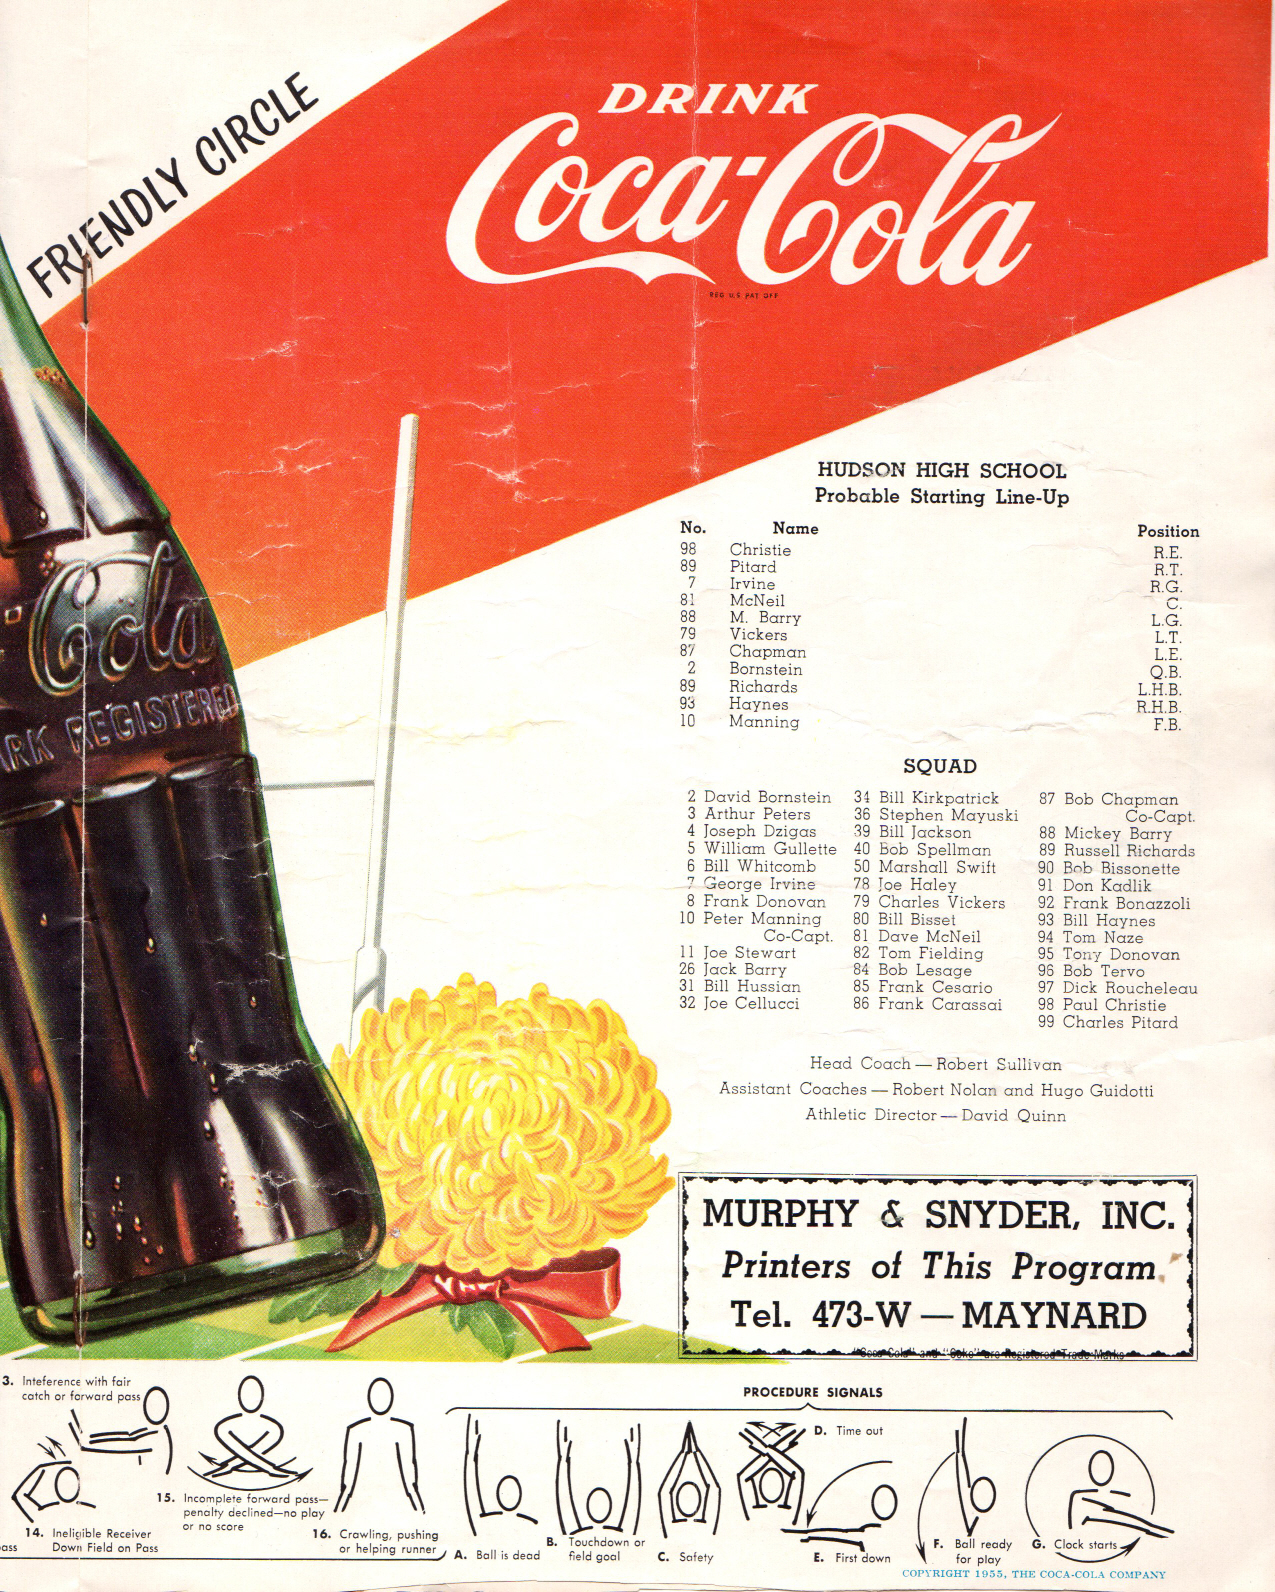 FRIENDLY CIRCLE
DRINK
Coca-Cola
REG U.S. PAT OFF
Cola
ARK REGISTERED
HUDSON HIGH SCHOOL
Probable Starting Line-Up
No. Name Position
98 Christie R.E.
89 Pitard R.T.
7 Irvine R.G.
81 McNeil C.
88 M. Barry L.G.
79 Vickers L.T.
87 Chapman L.E.
2 Bornstein Q.B.
89 Richards L.H.B.
93 Haynes R.H.B.
10 Manning F.B.
SQUAD
2 David Bornstein
3 Arthur Peters
4 Joseph Dzigas
5 William Gullette
6 Bill Whitcomb
7 George Irvine
8 Frank Donovan
10 Peter Manning
Co-Capt.
11 Joe Stewart
26 Jack Barry
31 Bill Hussian
32 Joe Cellucci
34 Bill Kirkpatrick
36 Stephen Mayuski
39 Bill Jackson
40 Bob Spellman
50 Marshall Swift
78 Joe Haley
79 Charles Vickers
80 Bill Bisset
81 Dave McNeil
82 Tom Fielding
84 Bob Lesage
85 Frank Cesario
86 Frank Carassai
87 Bob Chapman
Co-Capt.
88 Mickey Barry
89 Russell Richards
90 Bob Bissonette
91 Don Kadlik
92 Frank Bonazzoli
93 Bill Haynes
94 Tom Naze
95 Tony Donovan
96 Bob Tervo
97 Dick Roucheleau
98 Paul Christie
99 Charles Pitard
Head Coach — Robert Sullivan
Assistant Coaches — Robert Nolan and Hugo Guidotti
Athletic Director — David Quinn
MURPHY & SNYDER, INC.
Printers of This Program
Tel. 473-W — MAYNARD
"Coca-Cola" and "Coke" are Registered Trade Marks
3. Inteference with fair
catch or forward pass
ass
14. Ineligible Receiver
Down Field on Pass
15. Incomplete forward pass—
penalty declined—no play
or no score
16. Crawling, pushing
or helping runner
PROCEDURE SIGNALS
A. Ball is dead
B. Touchdown or
field goal
C. Safety
D. Time out
E. First down
F. Ball ready
for play
G. Clock starts
COPYRIGHT 1955, THE COCA-COLA COMPANY